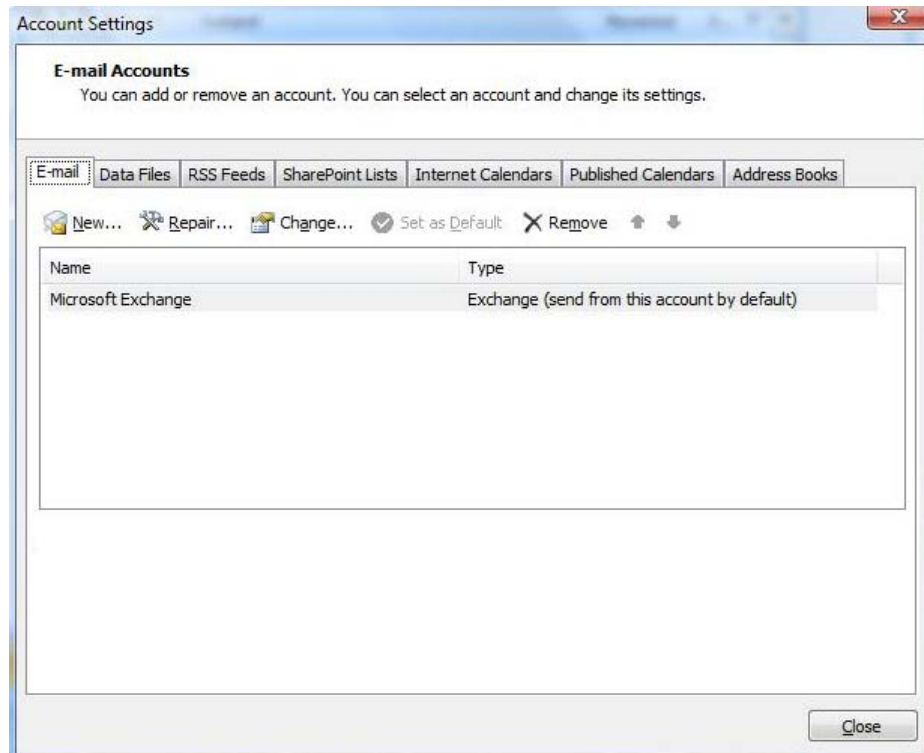 Account Settings
E-mail Accounts
You can add or remove an account. You can select an account and change its settings.
E-mail Data Files RSS Feeds SharePoint Lists Internet Calendars Published Calendars Address Books
New... Repair... Change... Set as Default Remove
Name Type
Microsoft Exchange Exchange (send from this account by default)
Close